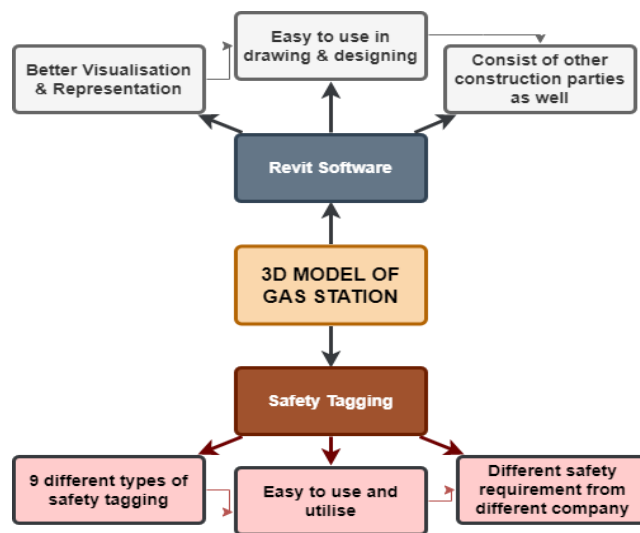 Easy to use in
drawing & designing
Better Visualisation
& Representation
Consist of other
construction parties
as well
Revit Software
3D MODEL OF
GAS STATION
Safety Tagging
9 different types of
safety tagging
Easy to use and
utilise
Different safety
requirement from
different company